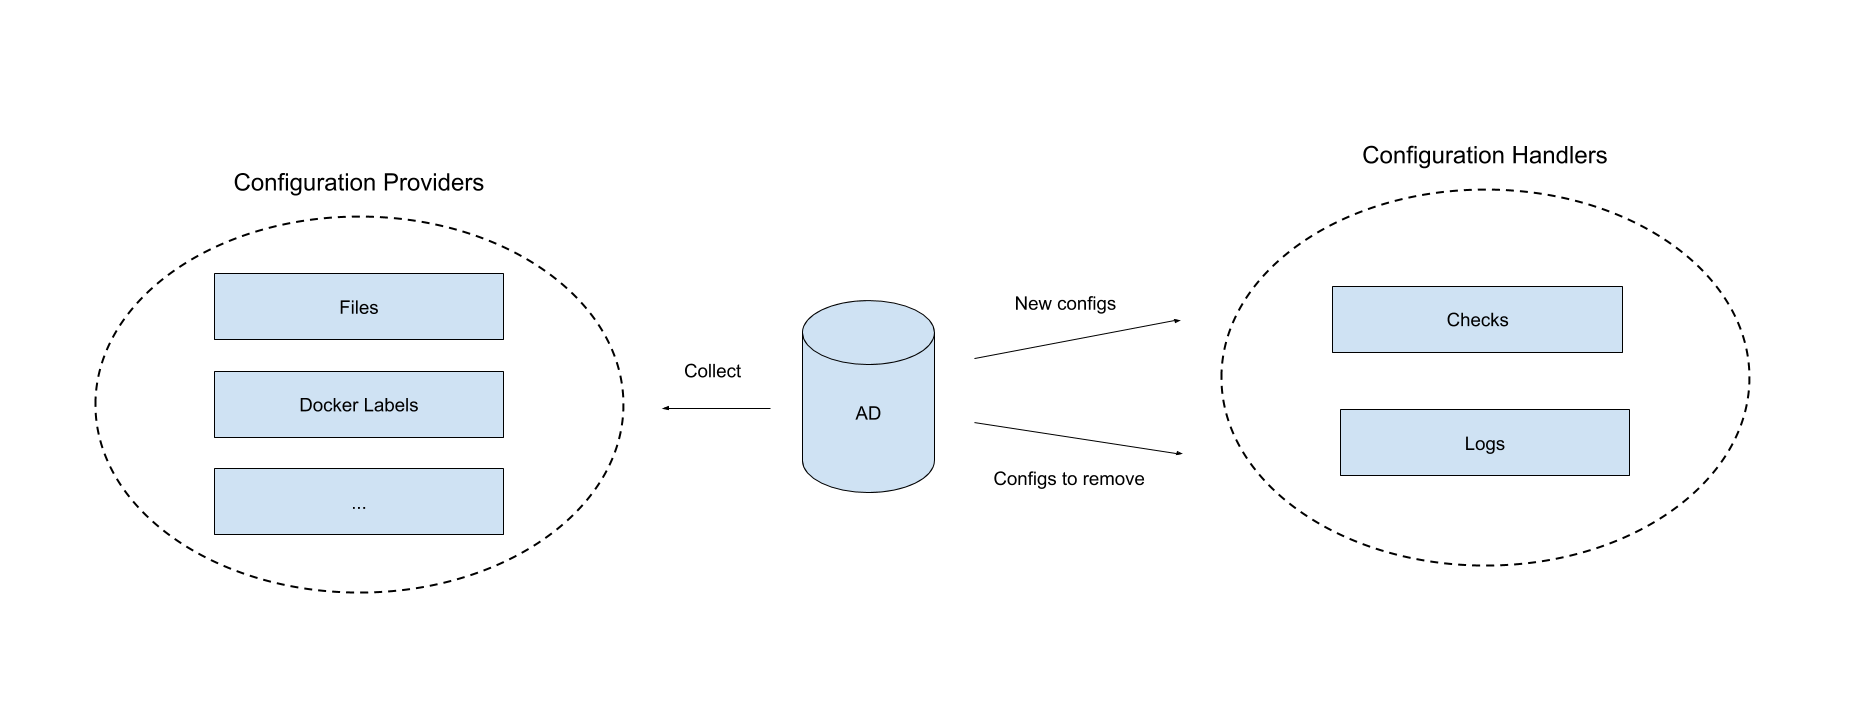 Configuration Providers
Files
Docker Labels
...
Collect
AD
New configs
Configs to remove
Configuration Handlers
Checks
Logs